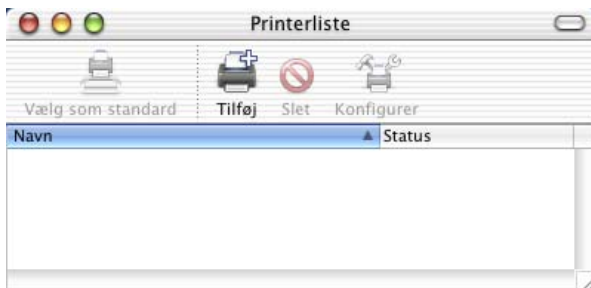 Printerliste
Vælg som standard Tilføj Slet Konfigurer
Navn Status